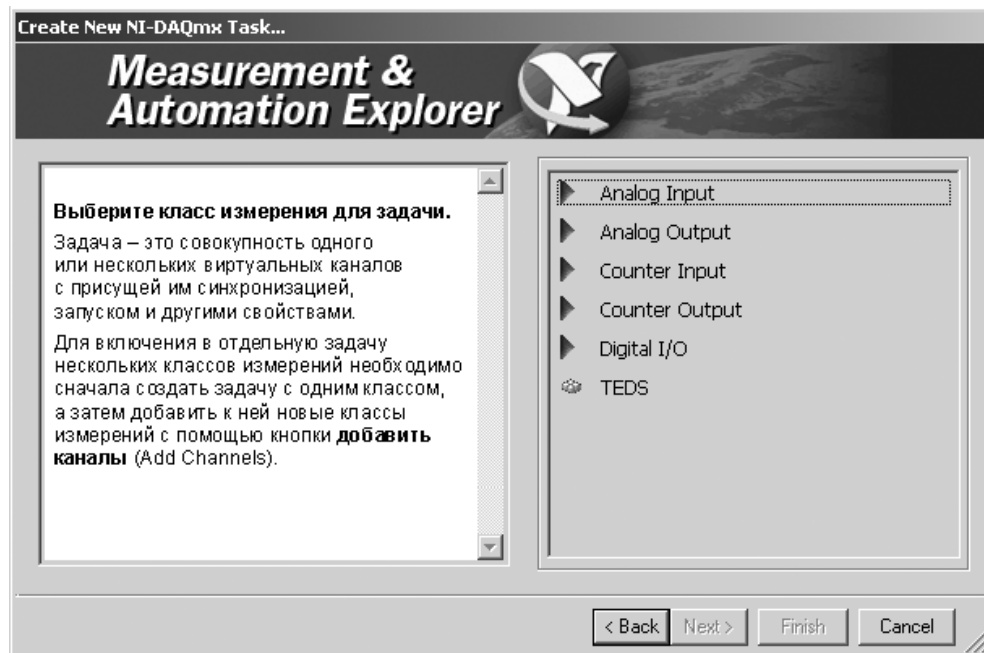 Create New NI-DAQmx Task...
Measurement &
Automation Explorer
Выберите класс измерения для задачи.
Задача – это совокупность одного
или нескольких виртуальных каналов
с присущей им синхронизацией,
запуском и другими свойствами.
Для включения в отдельную задачу
нескольких классов измерений необходимо
сначала создать задачу с одним классом,
а затем добавить к ней новые классы
измерений с помощью кнопки добавить
каналы (Add Channels).
Analog Input
Analog Output
Counter Input
Counter Output
Digital I/O
TEDS
< Back
Next >
Finish
Cancel